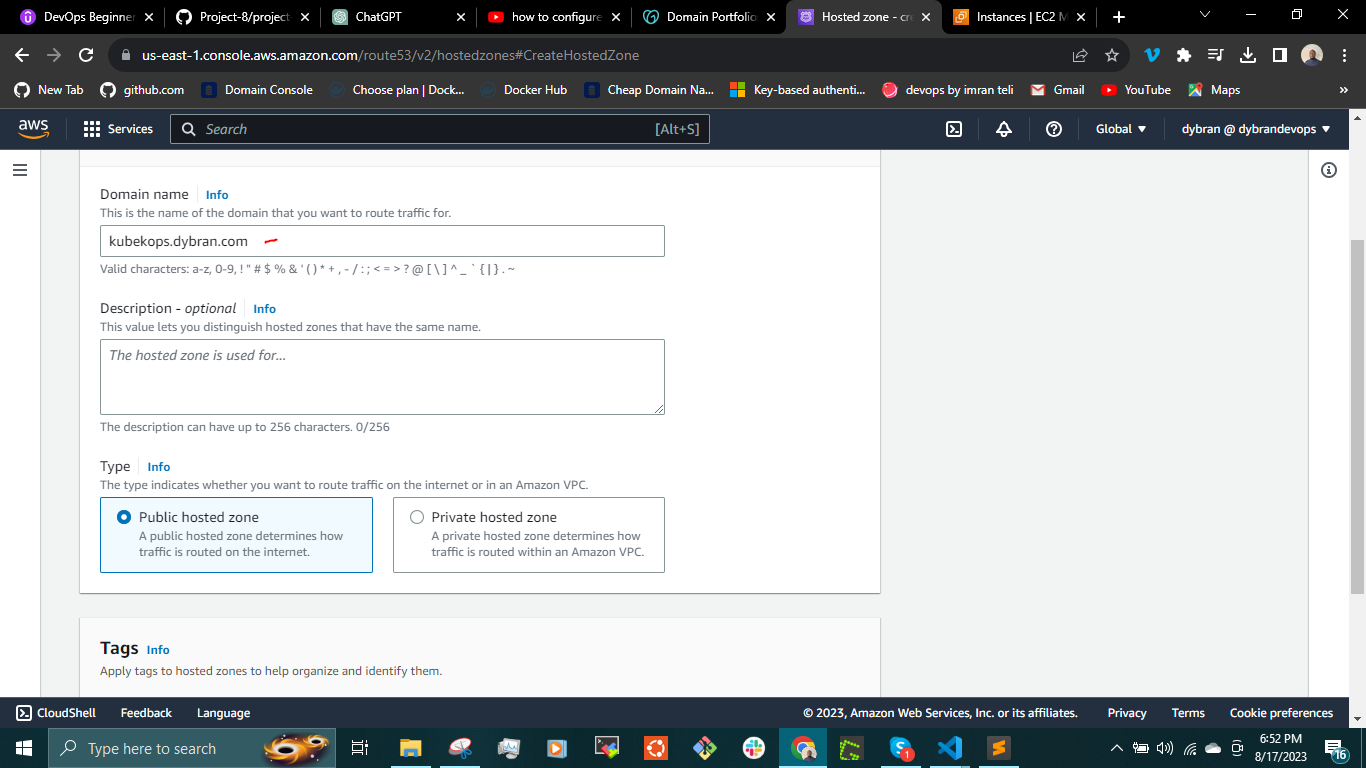 DevOps Beginner
Project-8/project-
ChatGPT
how to configure
Domain Portfolio
Hosted zone - cre
Instances | EC2 M
us-east-1.console.aws.amazon.com/route53/v2/hostedzones#CreateHostedZone
New Tab
github.com
Domain Console
Choose plan | Dock...
Docker Hub
Cheap Domain Na...
Key-based authenti...
devops by imran teli
Gmail
YouTube
Maps
»
aws
Services
Search
[Alt+S]
Global
dybran @ dybrandevops
Domain name Info
This is the name of the domain that you want to route traffic for.
kubekops.dybran.com
Valid characters: a-z, 0-9, ! " # $ % & ' ( ) * + , - / : ; < = > ? @ [ \ ] ^ _ ` { | } . ~
Description - optional Info
This value lets you distinguish hosted zones that have the same name.
The hosted zone is used for...
The description can have up to 256 characters. 0/256
Type Info
The type indicates whether you want to route traffic on the internet or in an Amazon VPC.
Public hosted zone
A public hosted zone determines how
traffic is routed on the internet.
Private hosted zone
A private hosted zone determines how
traffic is routed within an Amazon VPC.
Tags Info
Apply tags to hosted zones to help organize and identify them.
CloudShell
Feedback
Language
© 2023, Amazon Web Services, Inc. or its affiliates.
Privacy
Terms
Cookie preferences
Type here to search
1
6:52 PM
8/17/2023
16